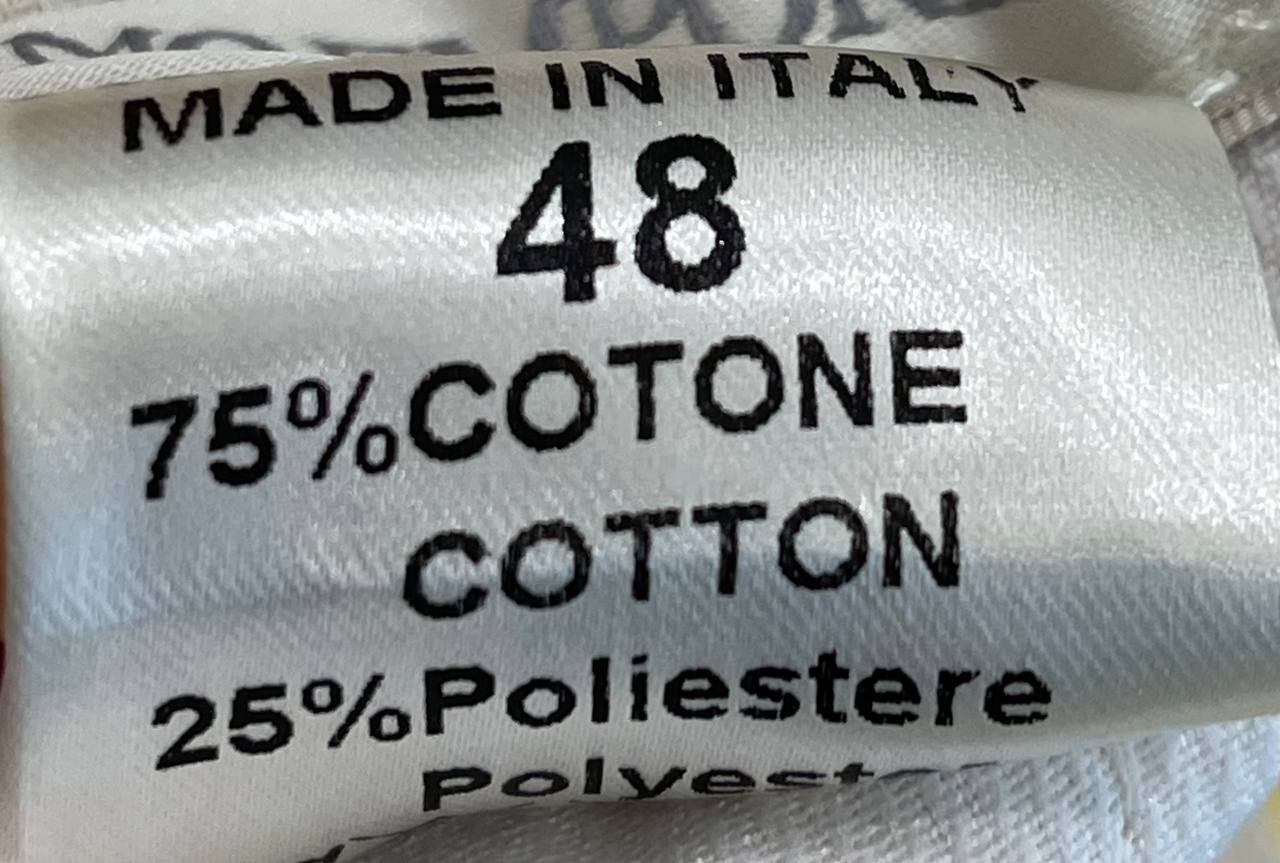 MADE IN ITALY
48
75%COTONE
COTTON
25%Poliestere